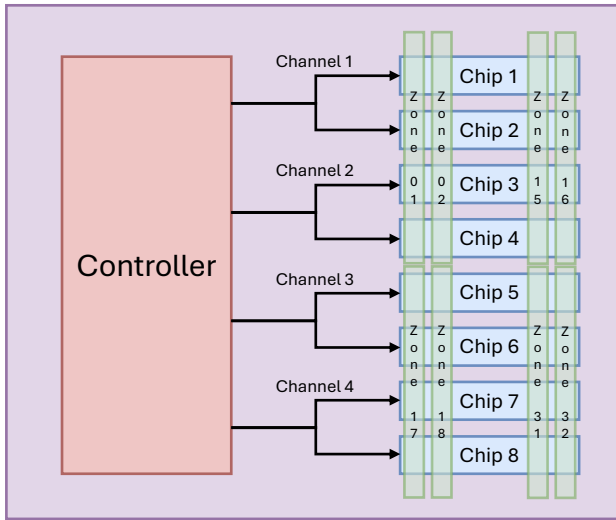 Channel 1
Chip 1
Chip 2
Zone 01
Zone 02
Zone 15
Zone 16
Channel 2
Chip 3
Chip 4
Controller
Channel 3
Chip 5
Chip 6
Zone 17
Zone 18
Zone 31
Zone 32
Channel 4
Chip 7
Chip 8